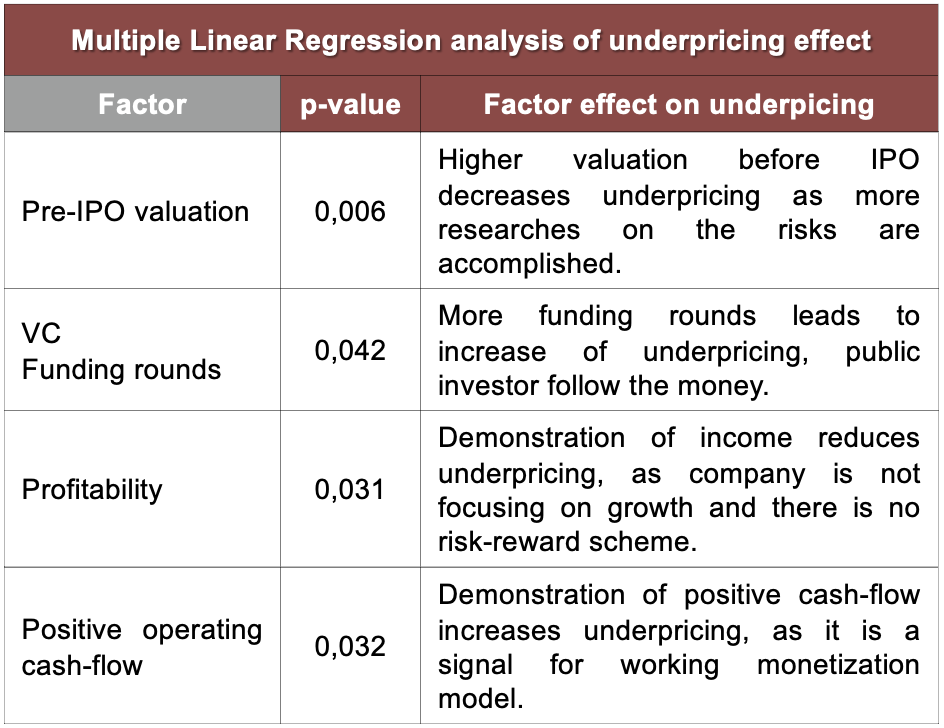 Multiple Linear Regression analysis of underpricing effect
Factor
p-value
Factor effect on underpicing
Pre-IPO valuation
0,006
Higher valuation before IPO
decreases underpricing as more
researches on the risks are
accomplished.
VC
Funding rounds
0,042
More funding rounds leads to
increase of underpricing, public
investor follow the money.
Profitability
0,031
Demonstration of income reduces
underpricing, as company is not
focusing on growth and there is no
risk-reward scheme.
Positive operating
cash-flow
0,032
Demonstration of positive cash-flow
increases underpricing, as it is a
signal for working monetization
model.